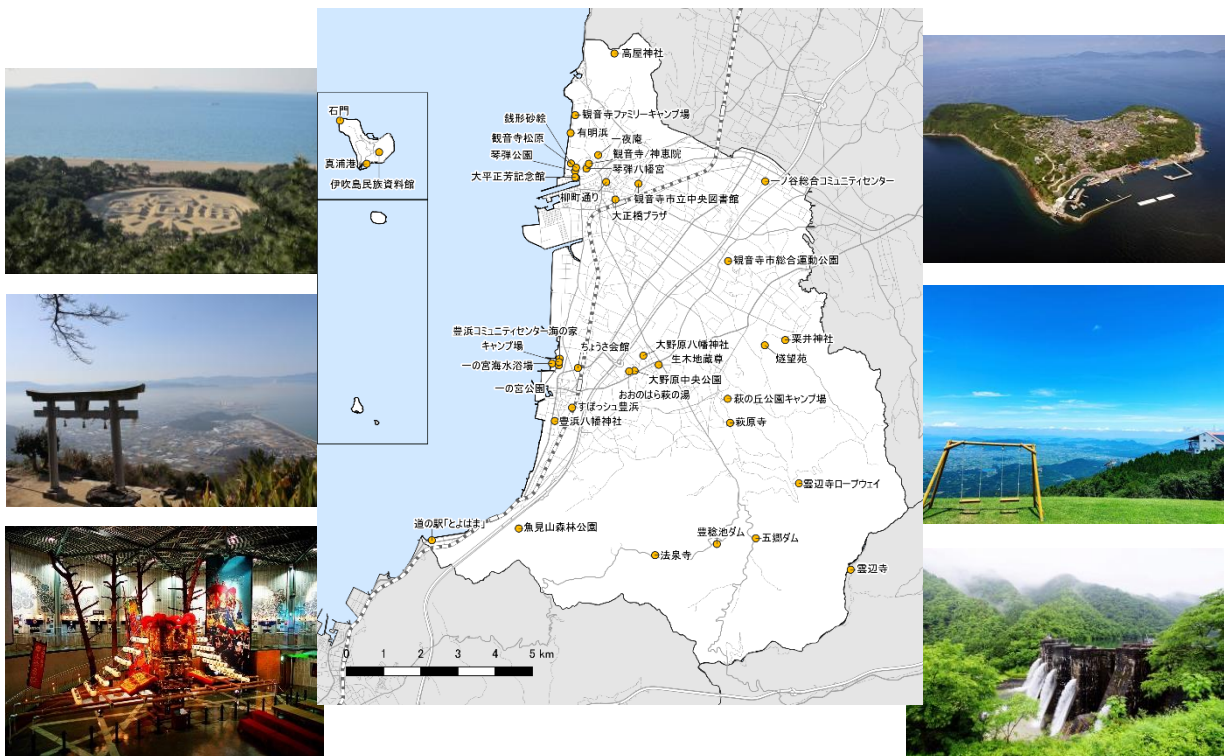 高屋神社
石門
真浦港
伊吹島民族資料館
観音寺ファミリーキャンプ場
銭形砂絵
有明浜
観音寺松原
一夜庵
琴弾公園
観音寺/神恵院
大平正芳記念館
琴弾八幡宮
一ノ谷総合コミュニティセンター
柳町通り
観音寺市立中央図書館
大正橋プラザ
観音寺市総合運動公園
豊浜コミュニティセンター海の家
キャンプ場
ちょうさ会館
大野原八幡神社
粟井神社
燧望苑
一の宮海水浴場
生木地蔵尊
大野原中央公園
一の宮公園
おおのはら萩の湯
萩の丘公園キャンプ場
すぽっシュ豊浜
豊浜八幡神社
萩原寺
雲辺寺ロープウェイ
道の駅「とよはま」
魚見山森林公園
豊稔池ダム
五郷ダム
法泉寺
雲辺寺
0 1 2 3 4 5 km